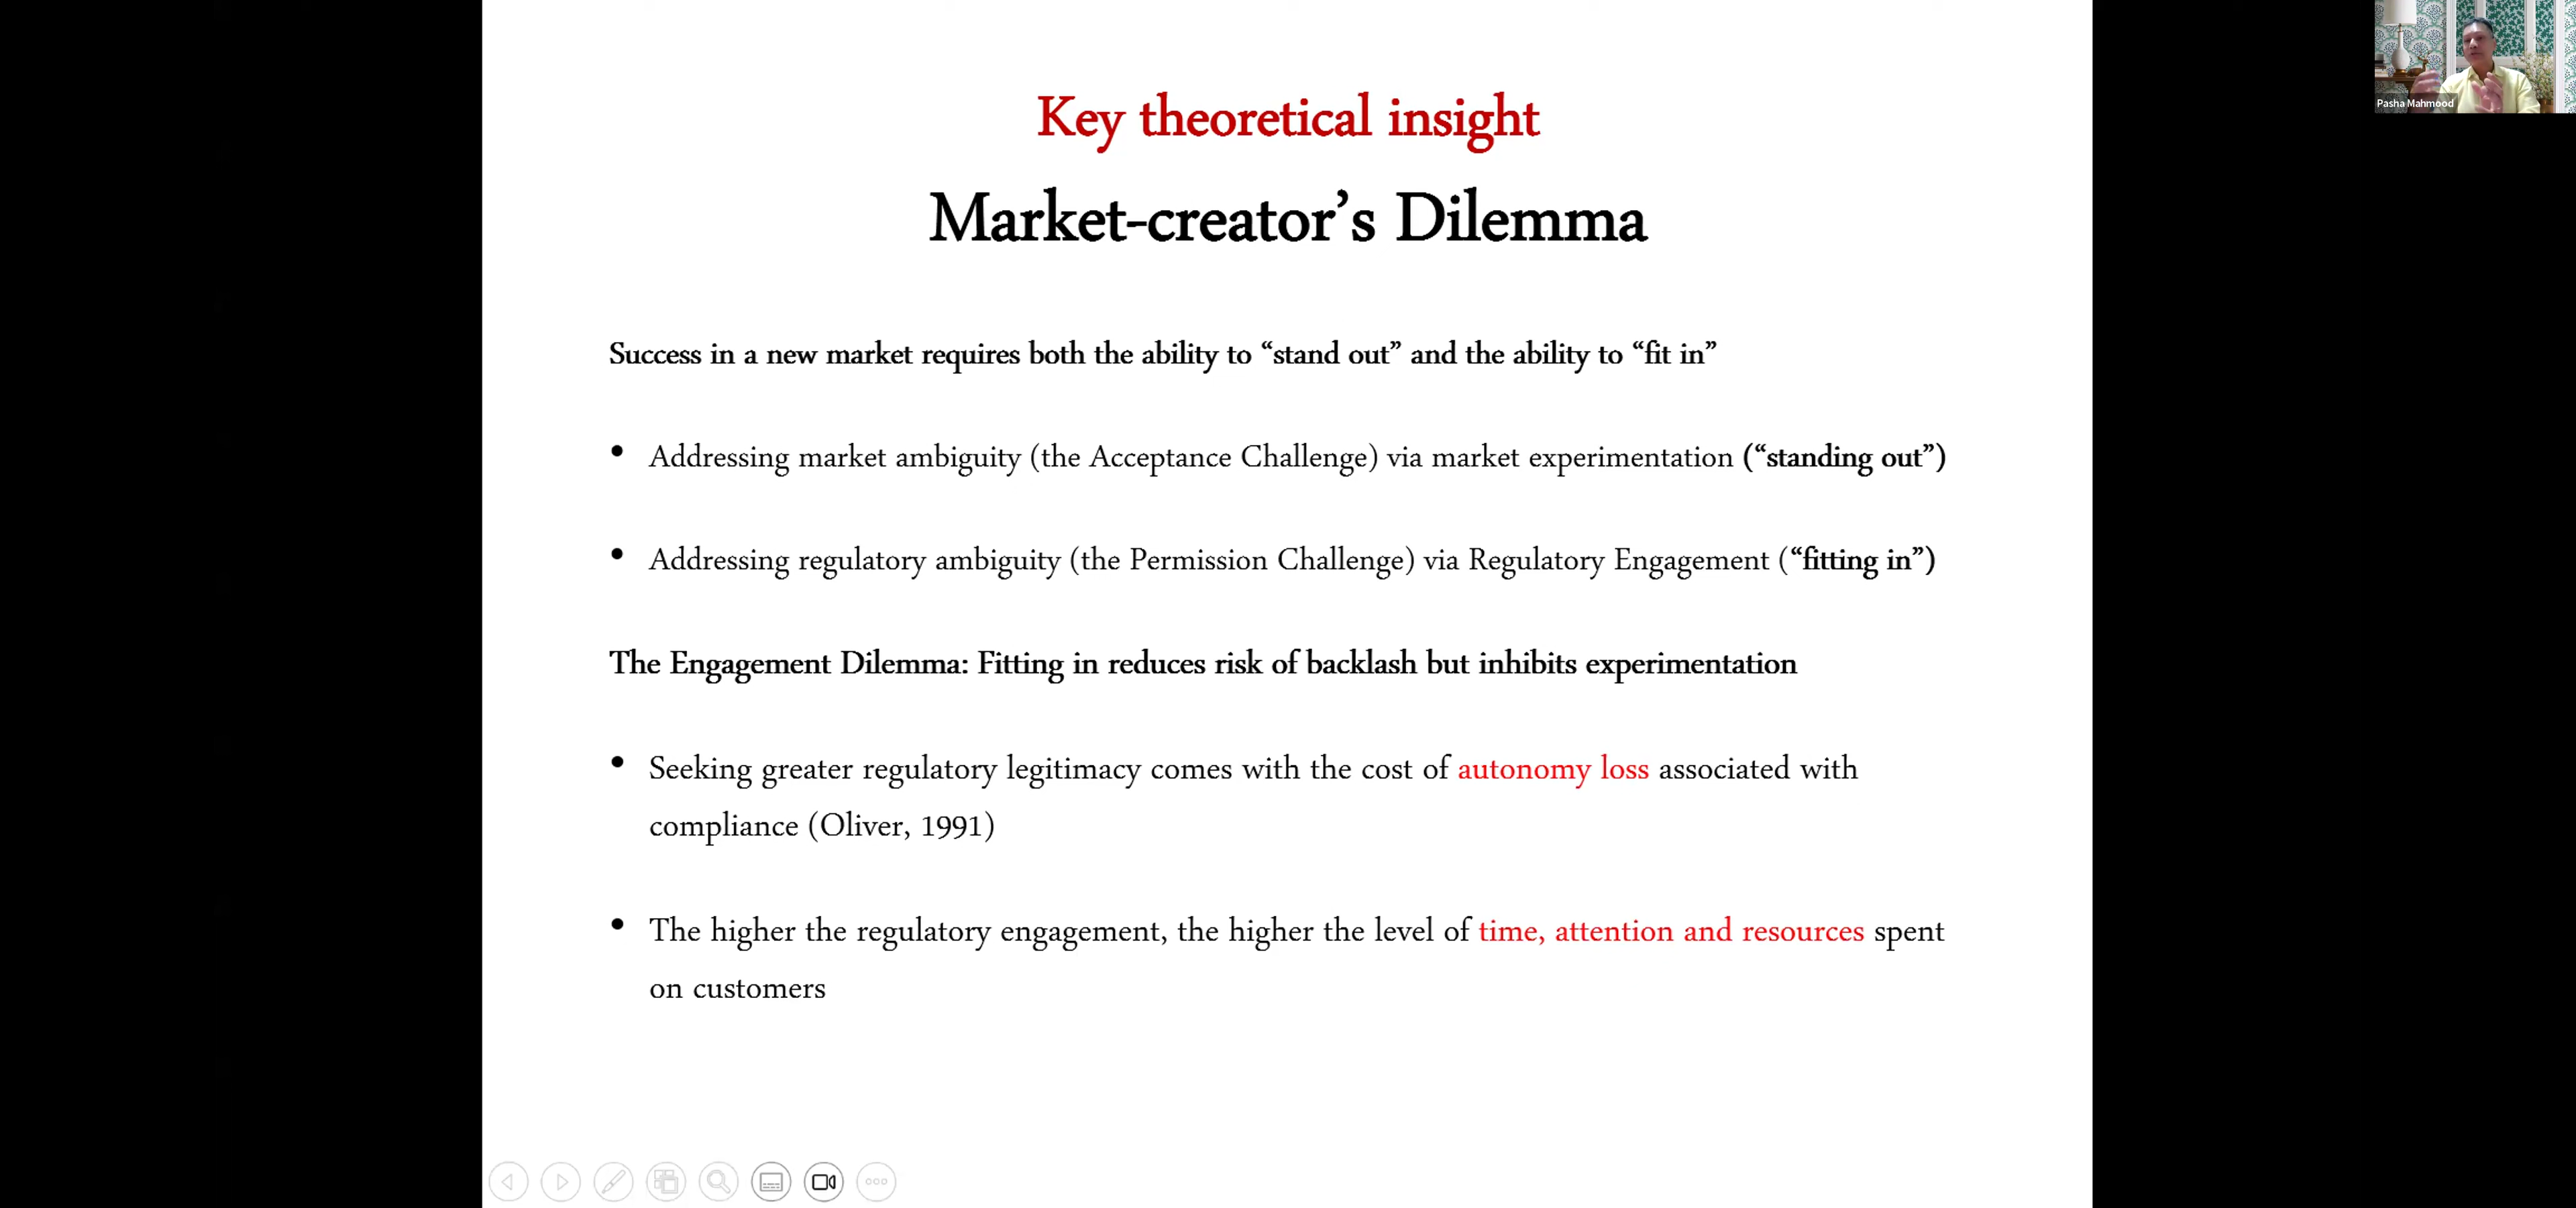 Key theoretical insight
Market-creator’s Dilemma
Success in a new market requires both the ability to “stand out” and the ability to “fit in”
• Addressing market ambiguity (the Acceptance Challenge) via market experimentation (“standing out”)
• Addressing regulatory ambiguity (the Permission Challenge) via Regulatory Engagement (“fitting in”)
The Engagement Dilemma: Fitting in reduces risk of backlash but inhibits experimentation
• Seeking greater regulatory legitimacy comes with the cost of autonomy loss associated with
compliance (Oliver, 1991)
• The higher the regulatory engagement, the higher the level of time, attention and resources spent
on customers
Pasha Mahmood